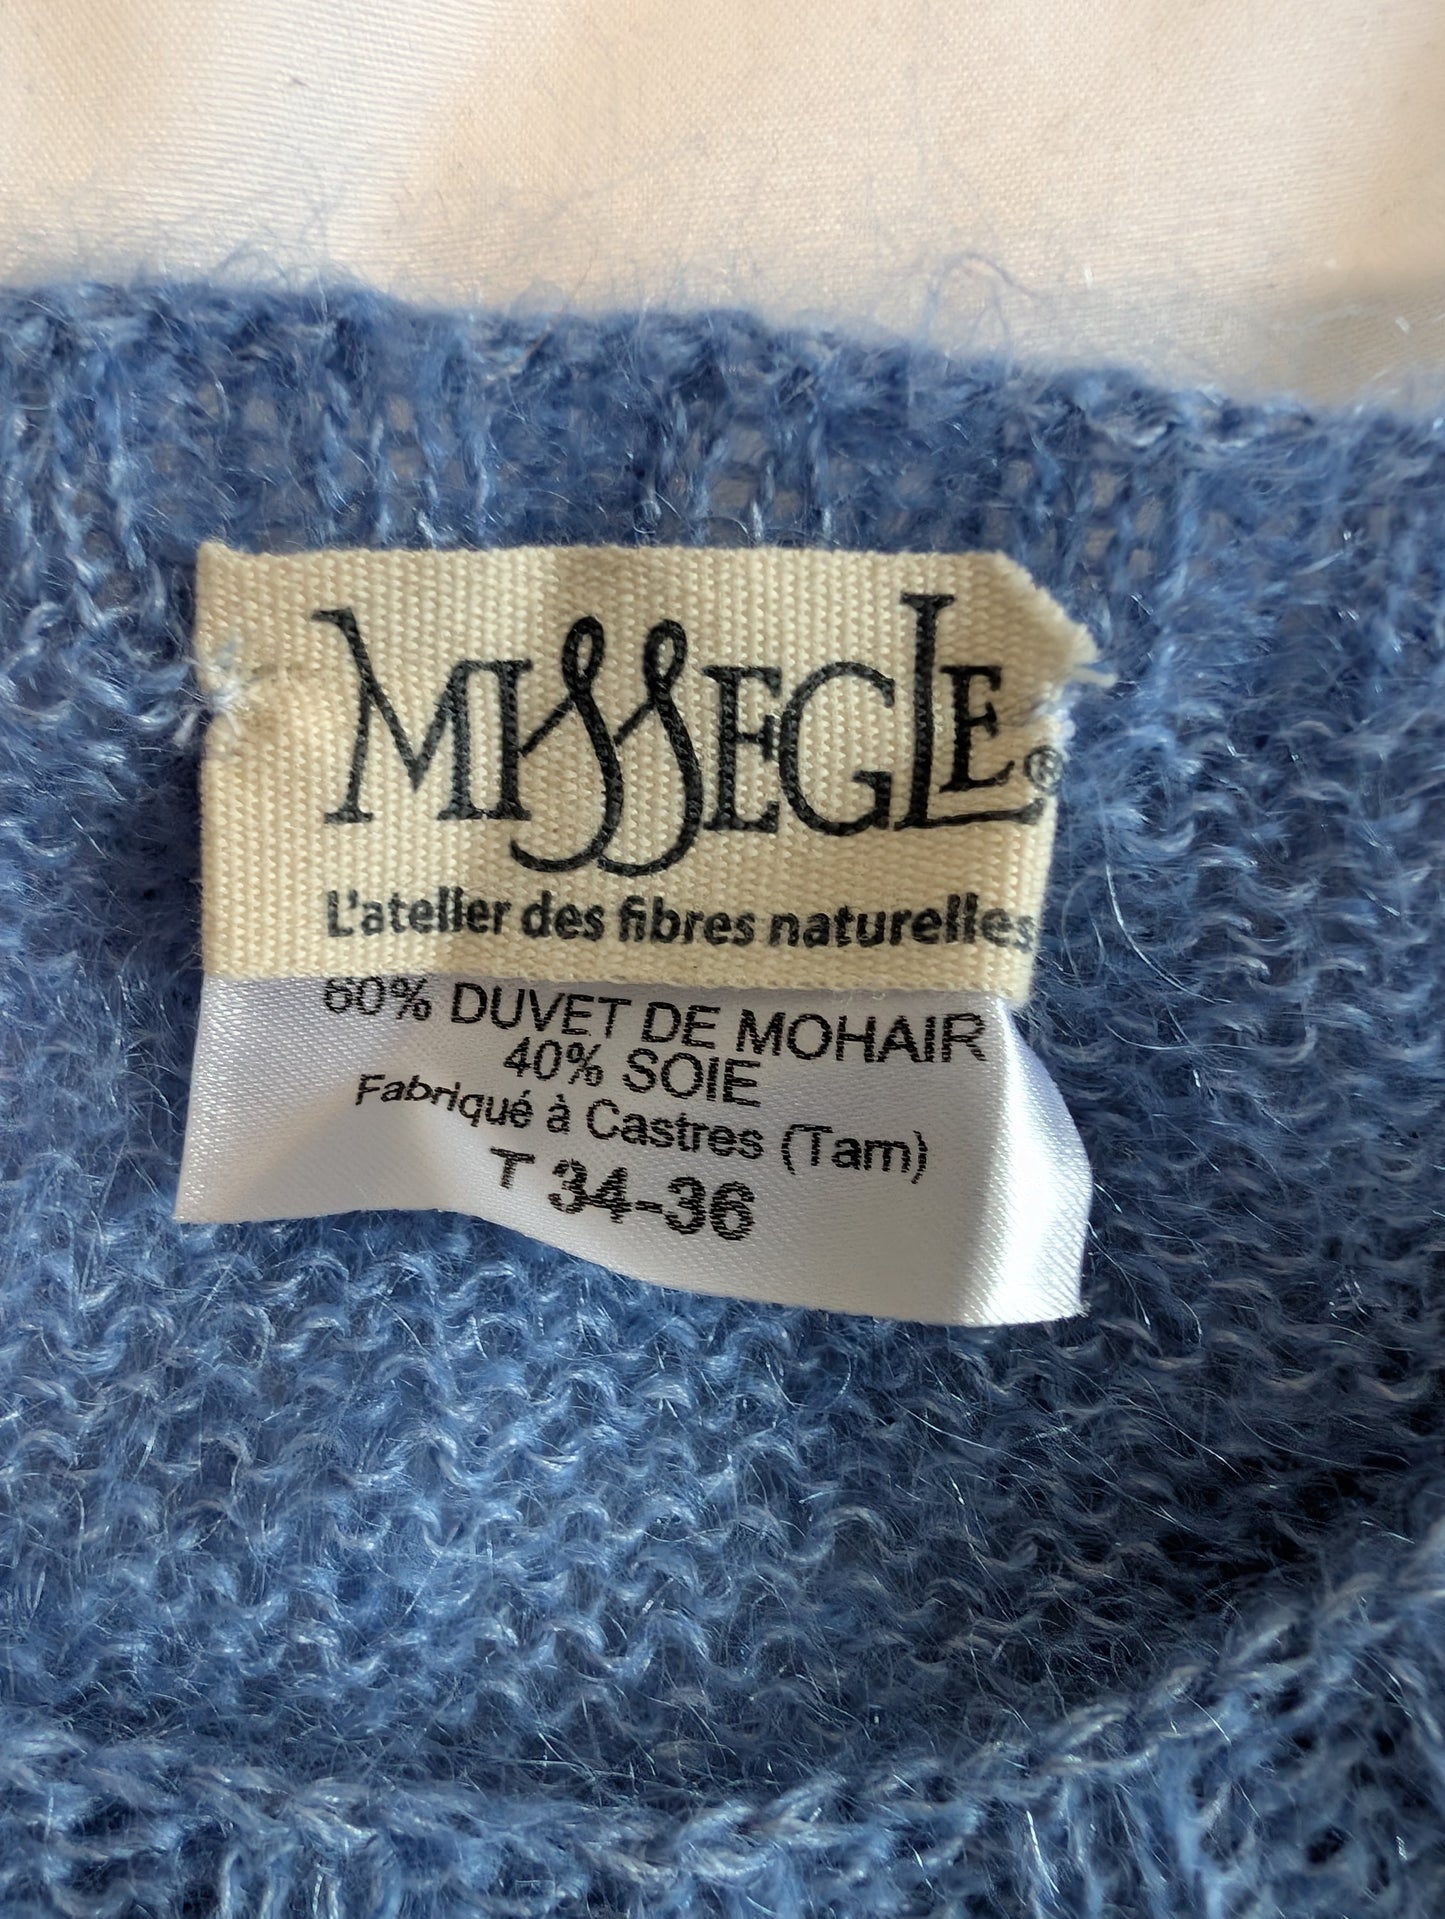 MISSEGLE®
L'atelier des fibres naturelles
60% DUVET DE MOHAIR
40% SOIE
Fabriqué à Castres (Tarn)
T 34-36